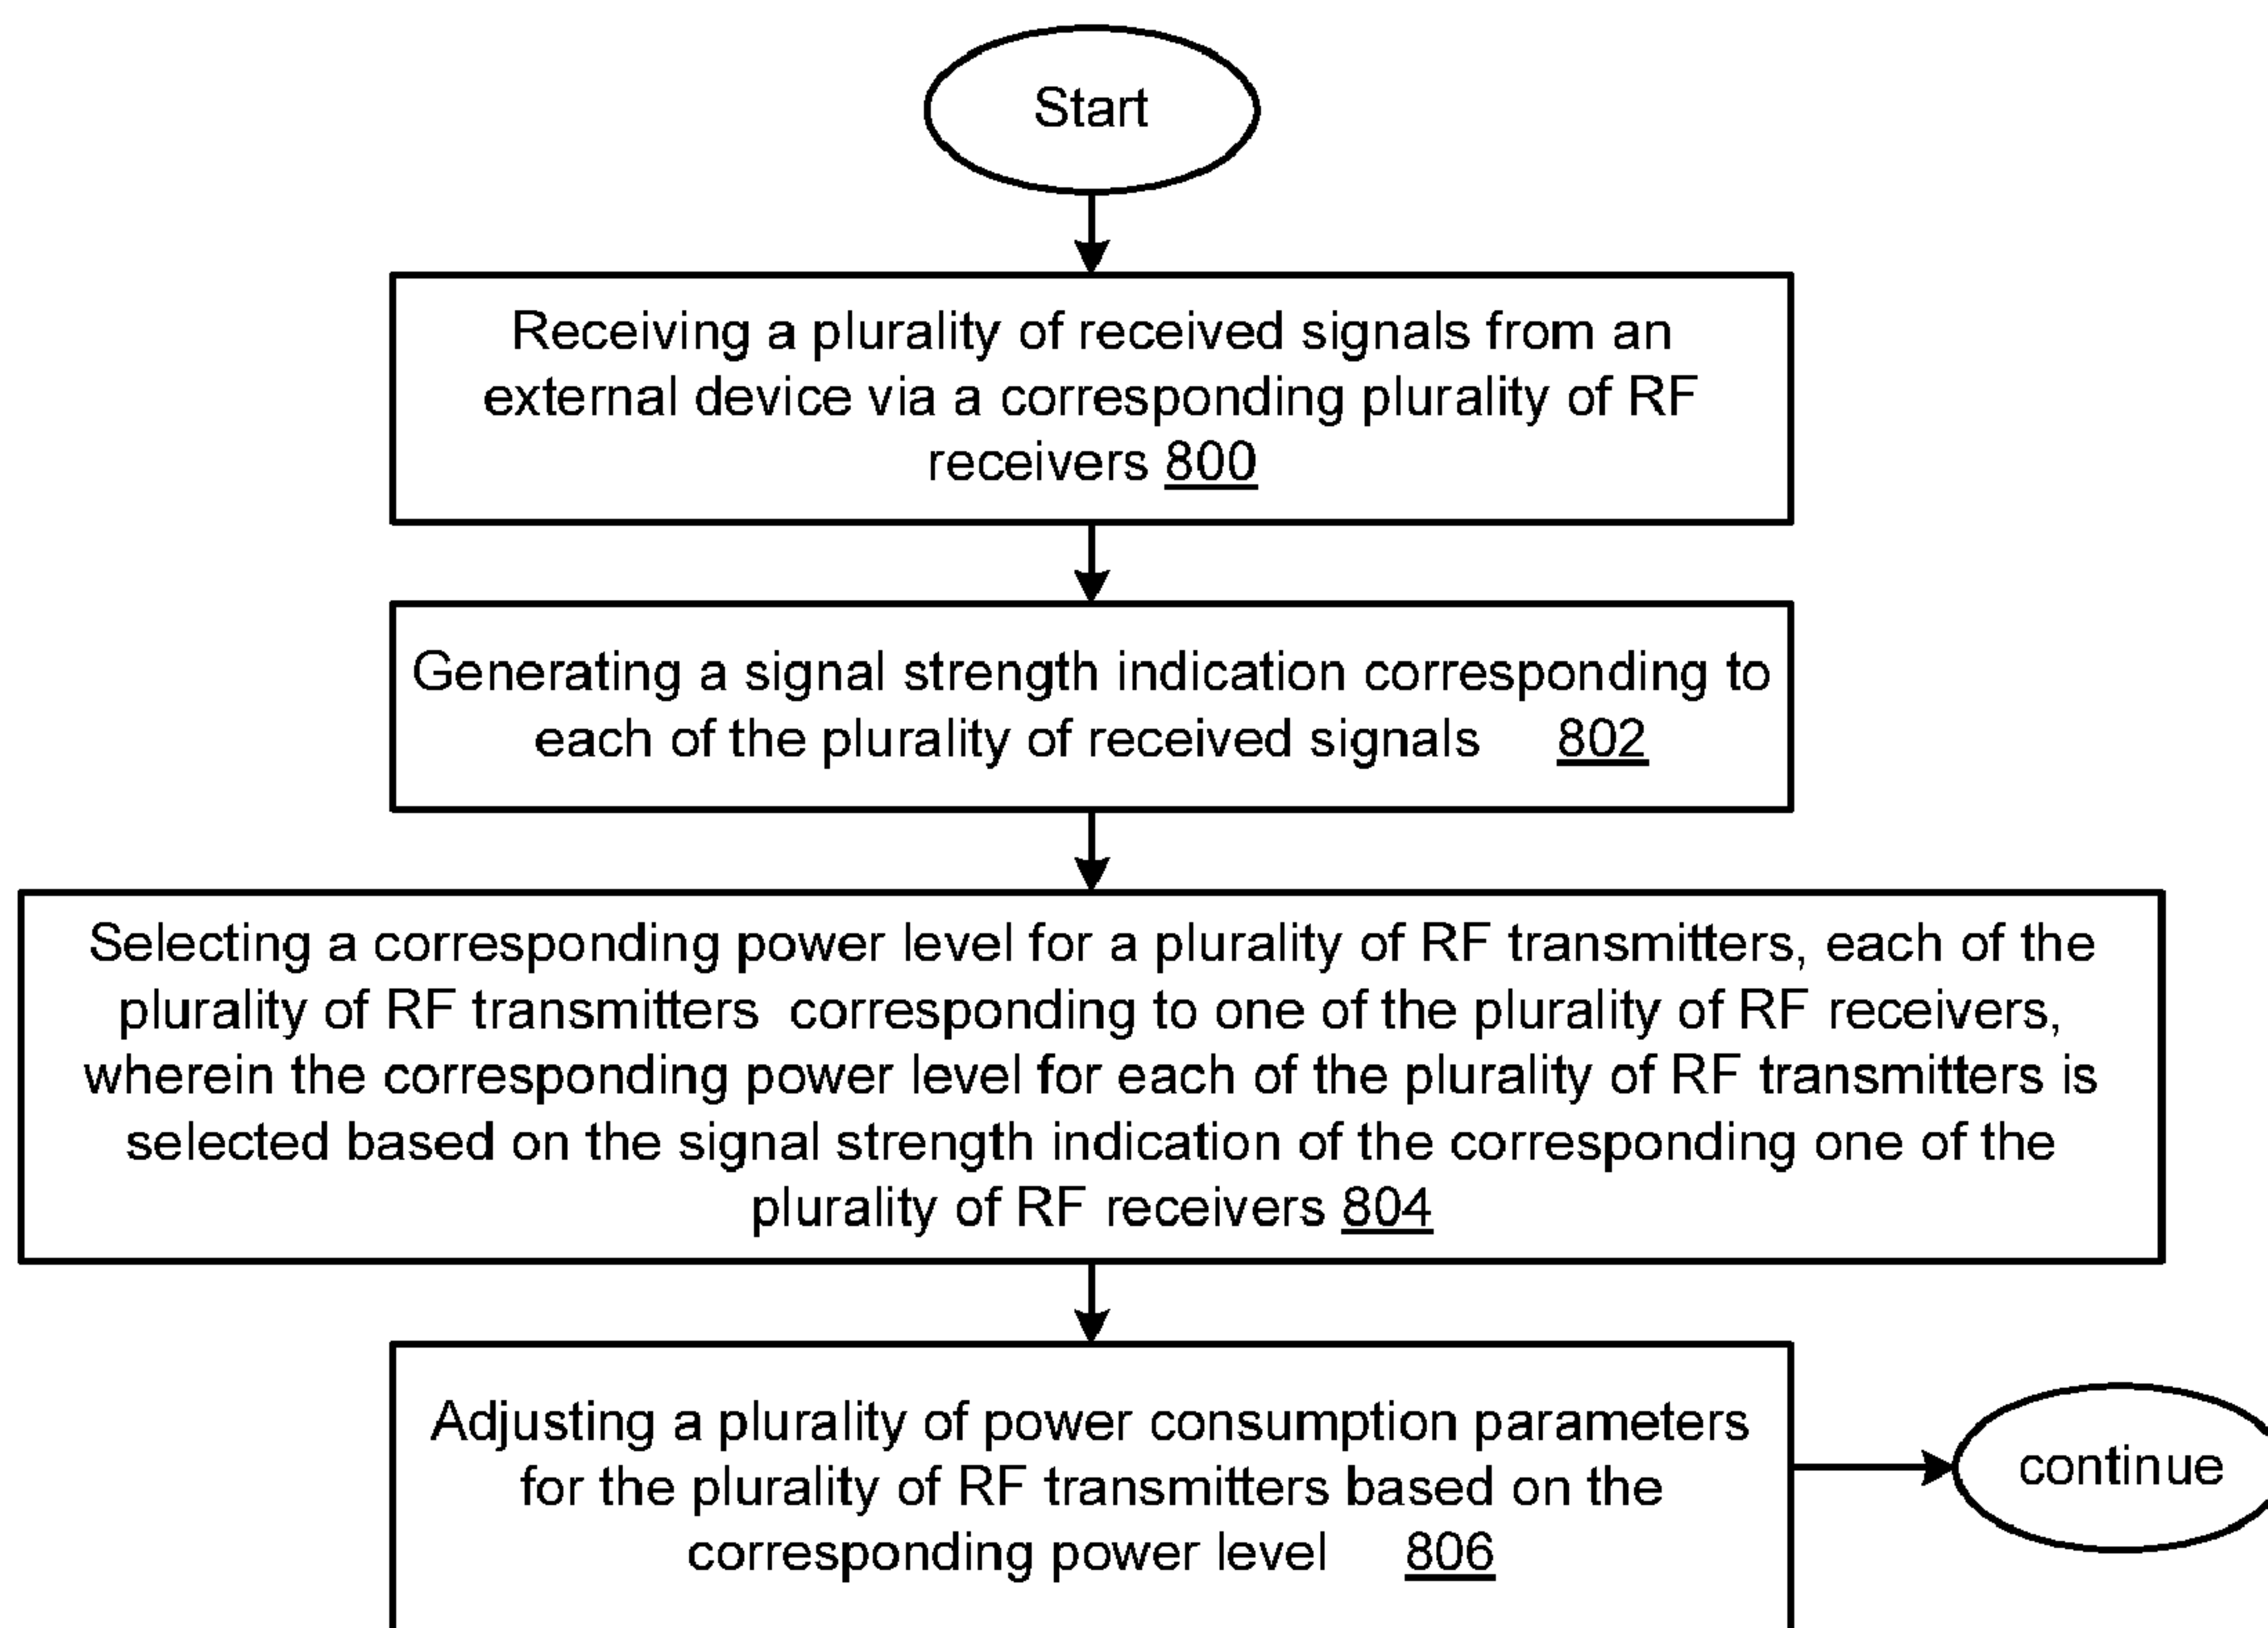 Start
Receiving a plurality of received signals from an
external device via a corresponding plurality of RF
receivers 800
Generating a signal strength indication corresponding to
each of the plurality of received signals 802
Selecting a corresponding power level for a plurality of RF transmitters, each of the
plurality of RF transmitters corresponding to one of the plurality of RF receivers,
wherein the corresponding power level for each of the plurality of RF transmitters is
selected based on the signal strength indication of the corresponding one of the
plurality of RF receivers 804
Adjusting a plurality of power consumption parameters
for the plurality of RF transmitters based on the
corresponding power level 806
continue